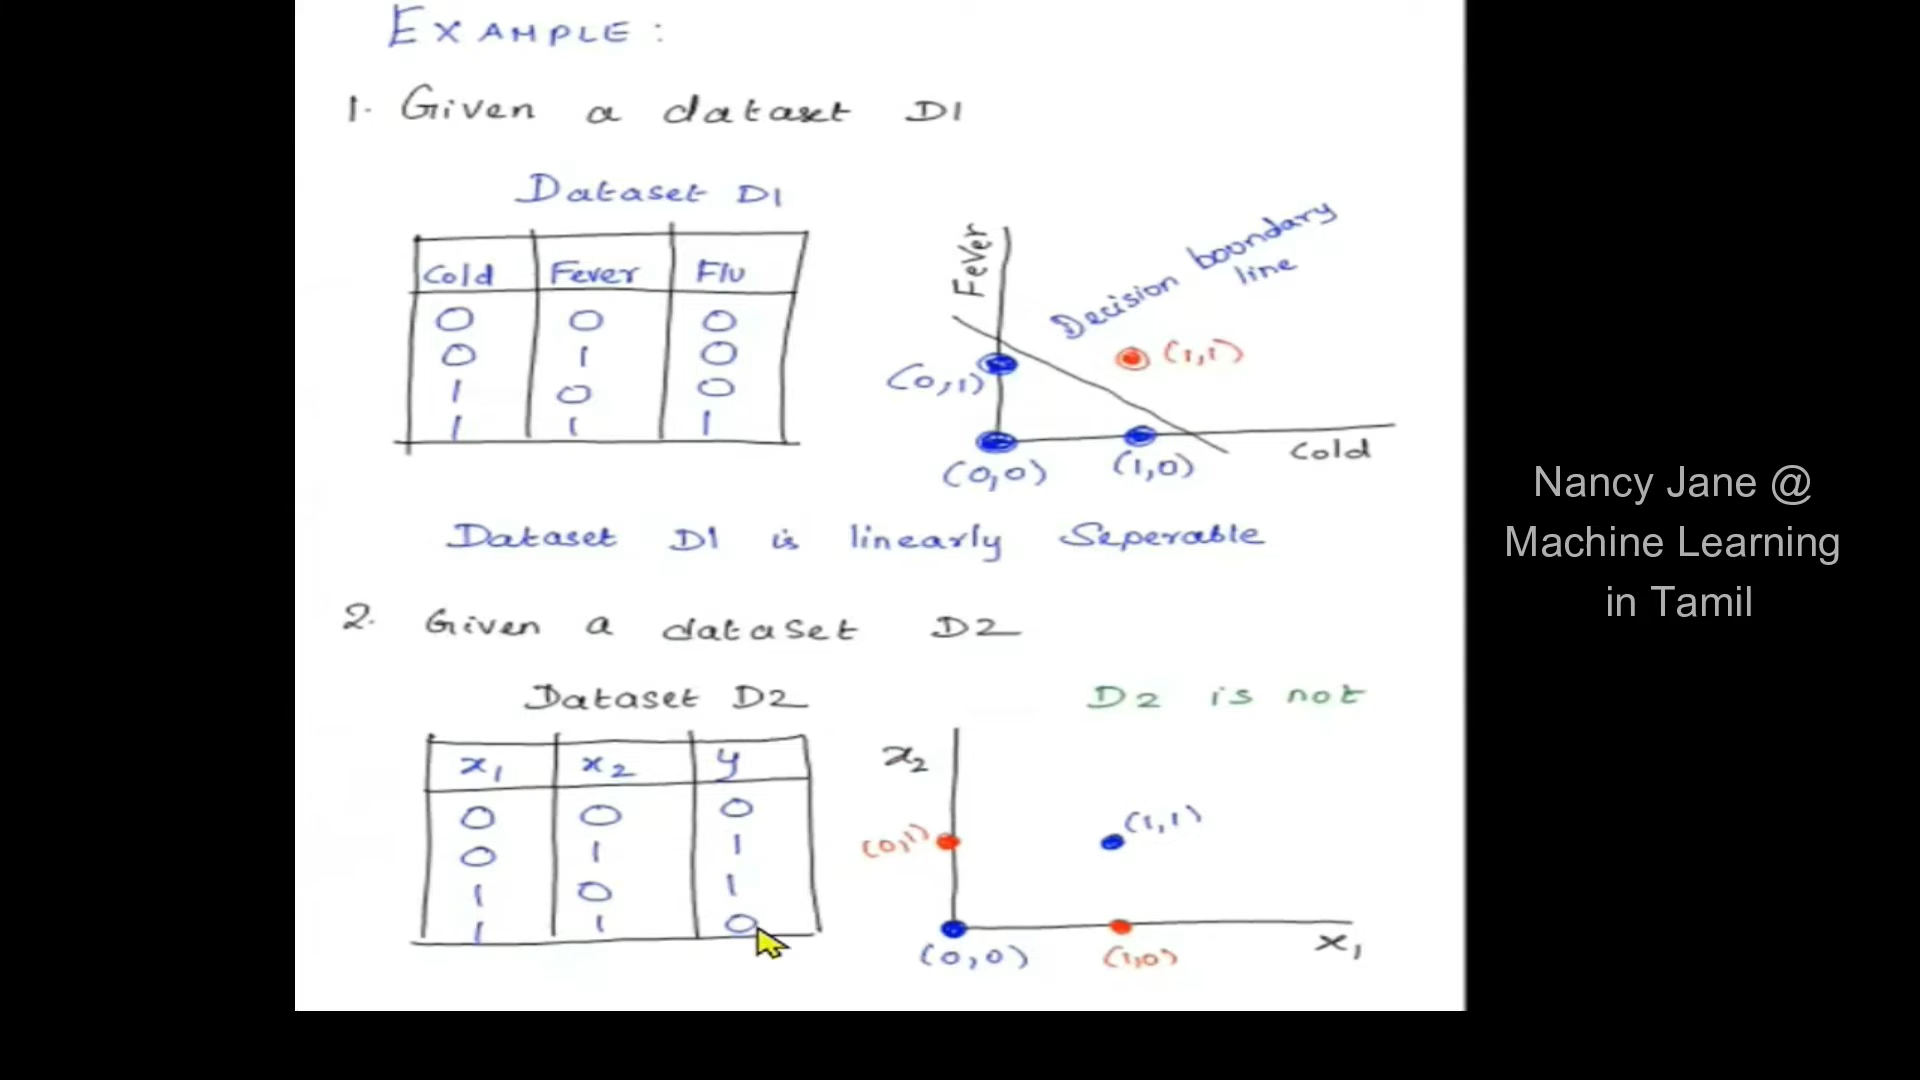 EXAMPLE:
1. Given a dataset D1
Dataset D1
Cold Fever Flu
0 0 0
0 1 0
1 0 0
1 1 1
Fever
Decision boundary
line
(1,1)
(0,1)
(0,0)
(1,0)
Cold
Dataset D1 is linearly Seperable
2. Given a dataset D2
Dataset D2
x1 x2 y
0 0 0
0 1 1
1 0 1
1 1 0
D2 is not
x2
(1,1)
(0,1)
(0,0)
(1,0)
x1
Nancy Jane @
Machine Learning
in Tamil